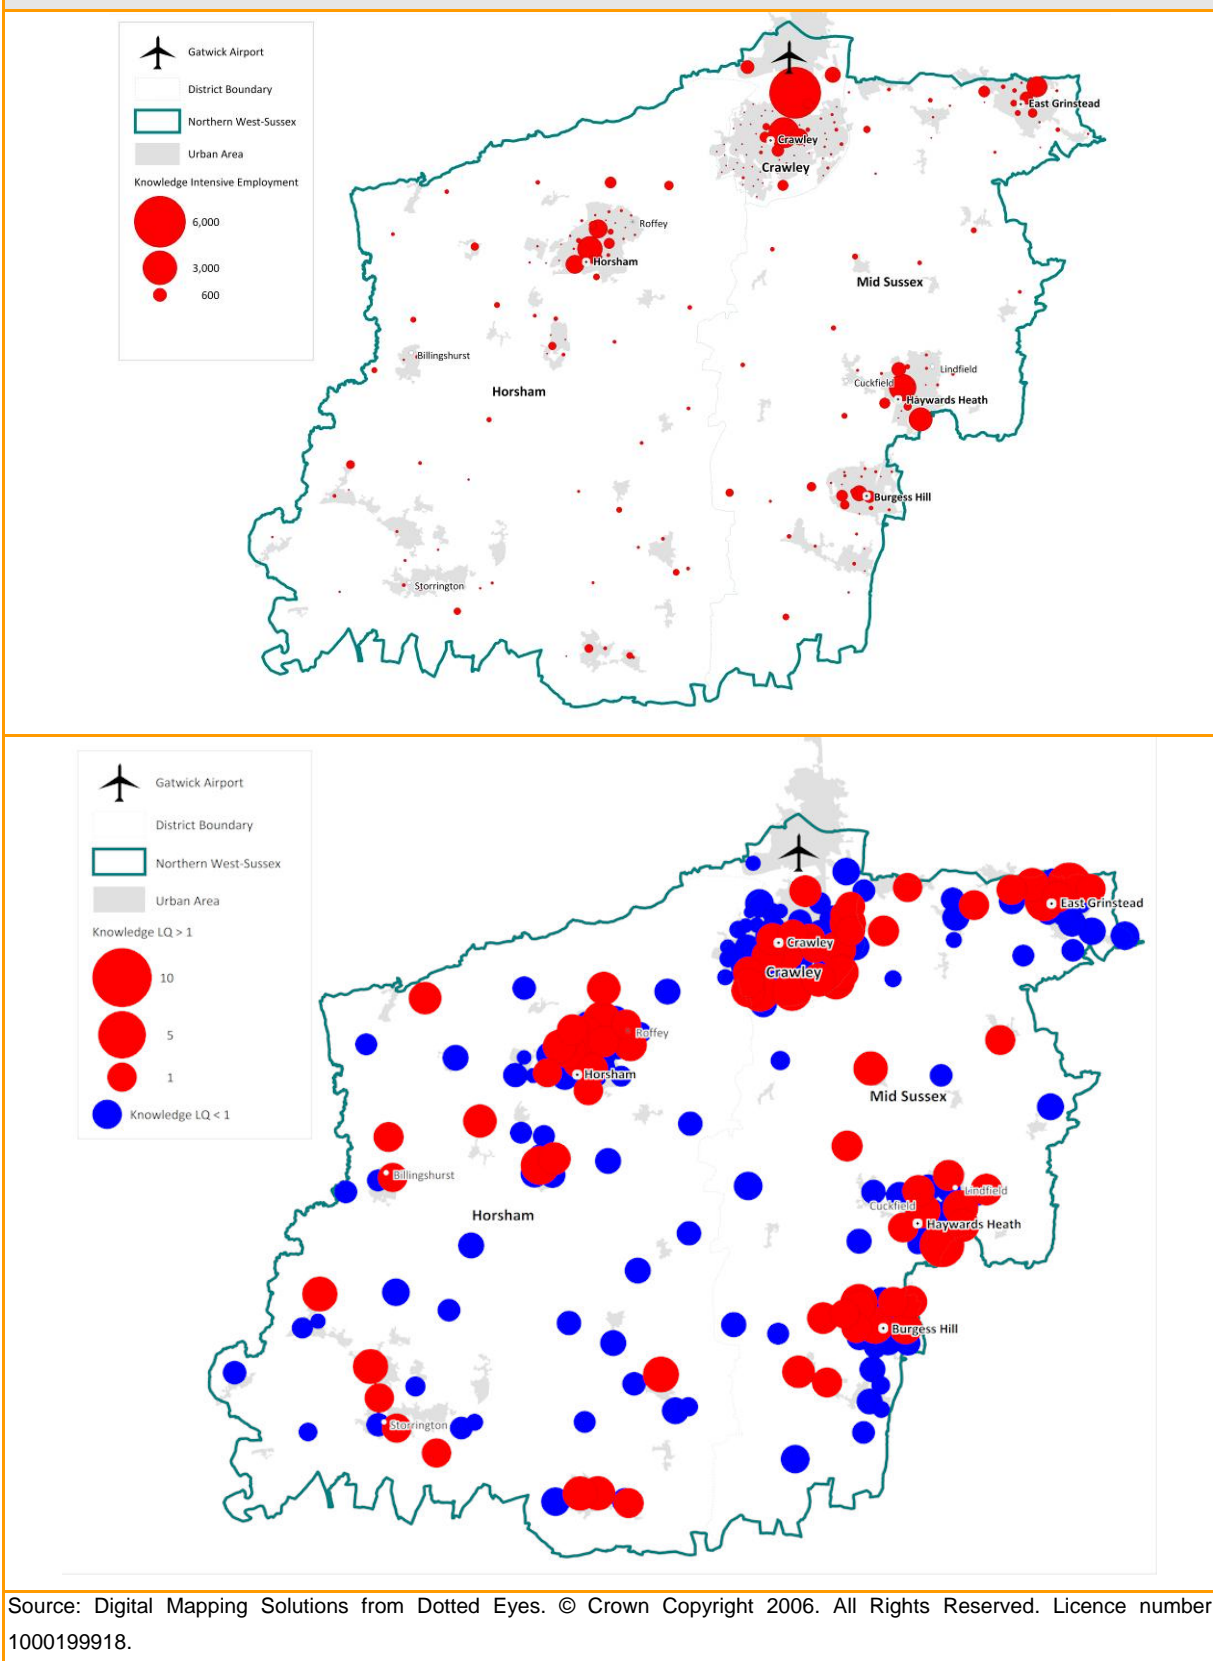 Gatwick Airport
District Boundary
Northern West-Sussex
Urban Area
Knowledge Intensive Employment
6,000
3,000
600
East Grinstead
Crawley
Crawley
Roffey
Horsham
Mid Sussex
Billingshurst
Lindfield
Cuckfield
Horsham
Haywards Heath
Burgess Hill
Storrington
Gatwick Airport
District Boundary
Northern West-Sussex
Urban Area
Knowledge LQ > 1
10
5
1
Knowledge LQ < 1
East Grinstead
Crawley
Crawley
Roffey
Horsham
Mid Sussex
Billingshurst
Lindfield
Cuckfield
Horsham
Haywards Heath
Burgess Hill
Storrington
Source: Digital Mapping Solutions from Dotted Eyes. © Crown Copyright 2006. All Rights Reserved. Licence number
1000199918.